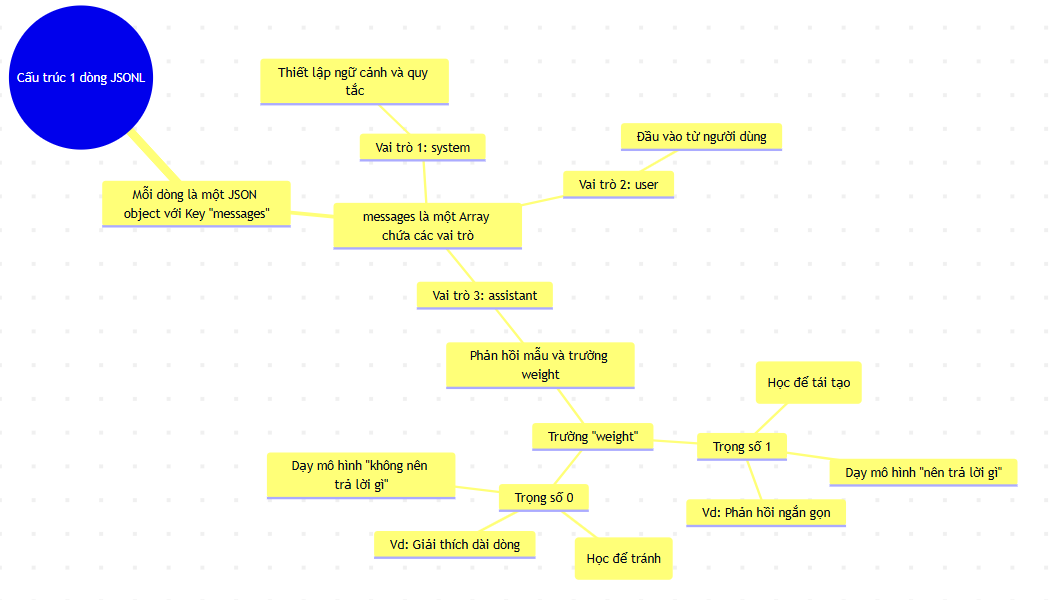 Cấu trúc 1 dòng JSONL
Mỗi dòng là một JSON
object với Key "messages"
messages là một Array
chứa các vai trò
Vai trò 1: system
Thiết lập ngữ cảnh và quy
tắc
Vai trò 2: user
Đầu vào từ người dùng
Vai trò 3: assistant
Phản hồi mẫu và trường
weight
Trường "weight"
Trọng số 1
Học để tái tạo
Dạy mô hình "nên trả lời gì"
Vd: Phản hồi ngắn gọn
Trọng số 0
Dạy mô hình "không nên
trả lời gì"
Vd: Giải thích dài dòng
Học để tránh